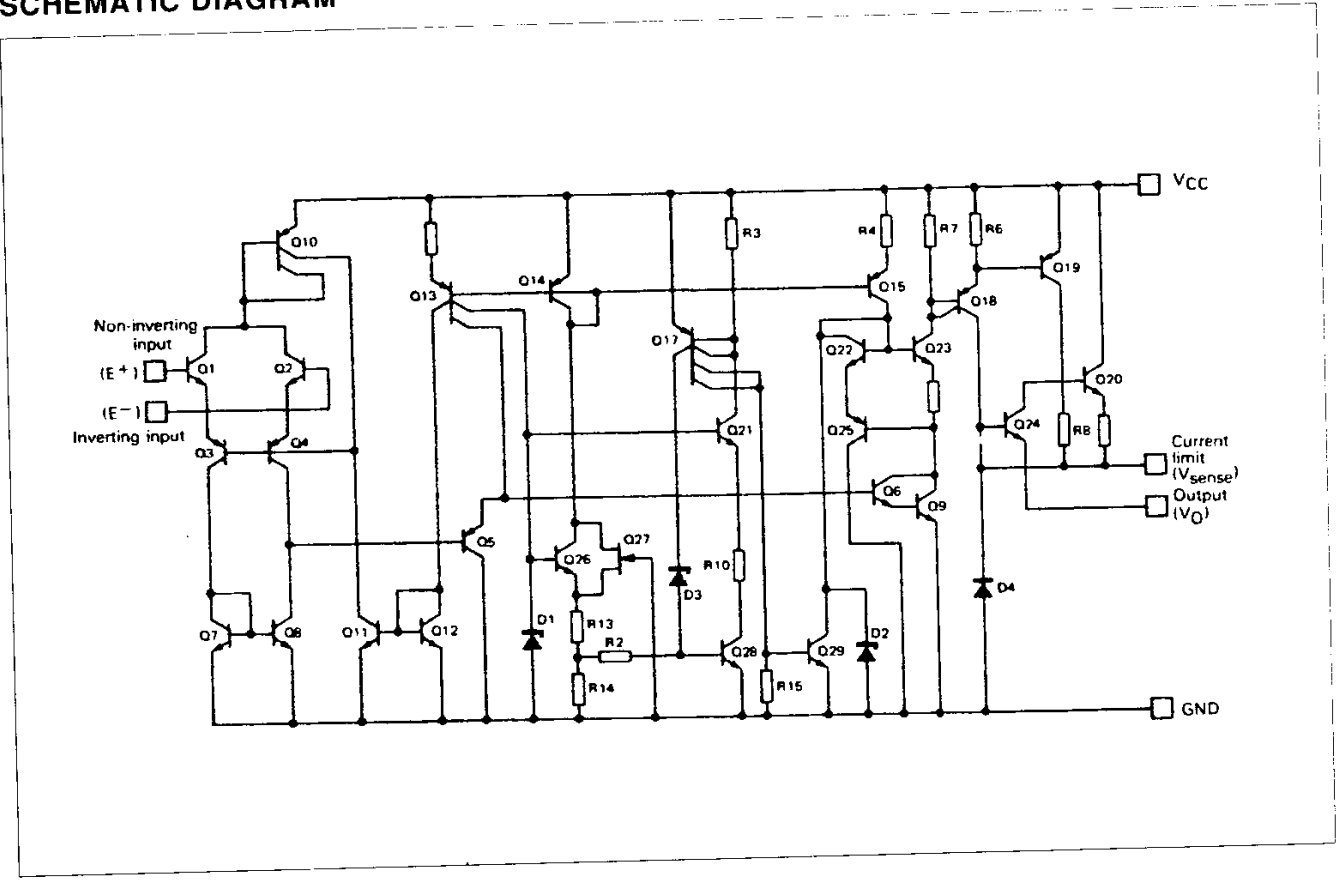 SCHEMATIC DIAGRAM
VCC
Q10
R3
R4
R7
R6
Q13
Q14
Q15
Q19
Q18
Non-inverting
input
(E+)
Q1
Q2
Q17
Q22
Q23
Q20
(E−)
Inverting input
Q3
Q4
Q21
Q25
Q24
R8
Current
limit
(Vsense)
Q6
Q9
Output
(VO)
Q5
Q26
Q27
R10
D3
D4
Q7
Q8
Q11
Q12
D1
R13
R2
Q28
Q29
D2
R14
R15
GND